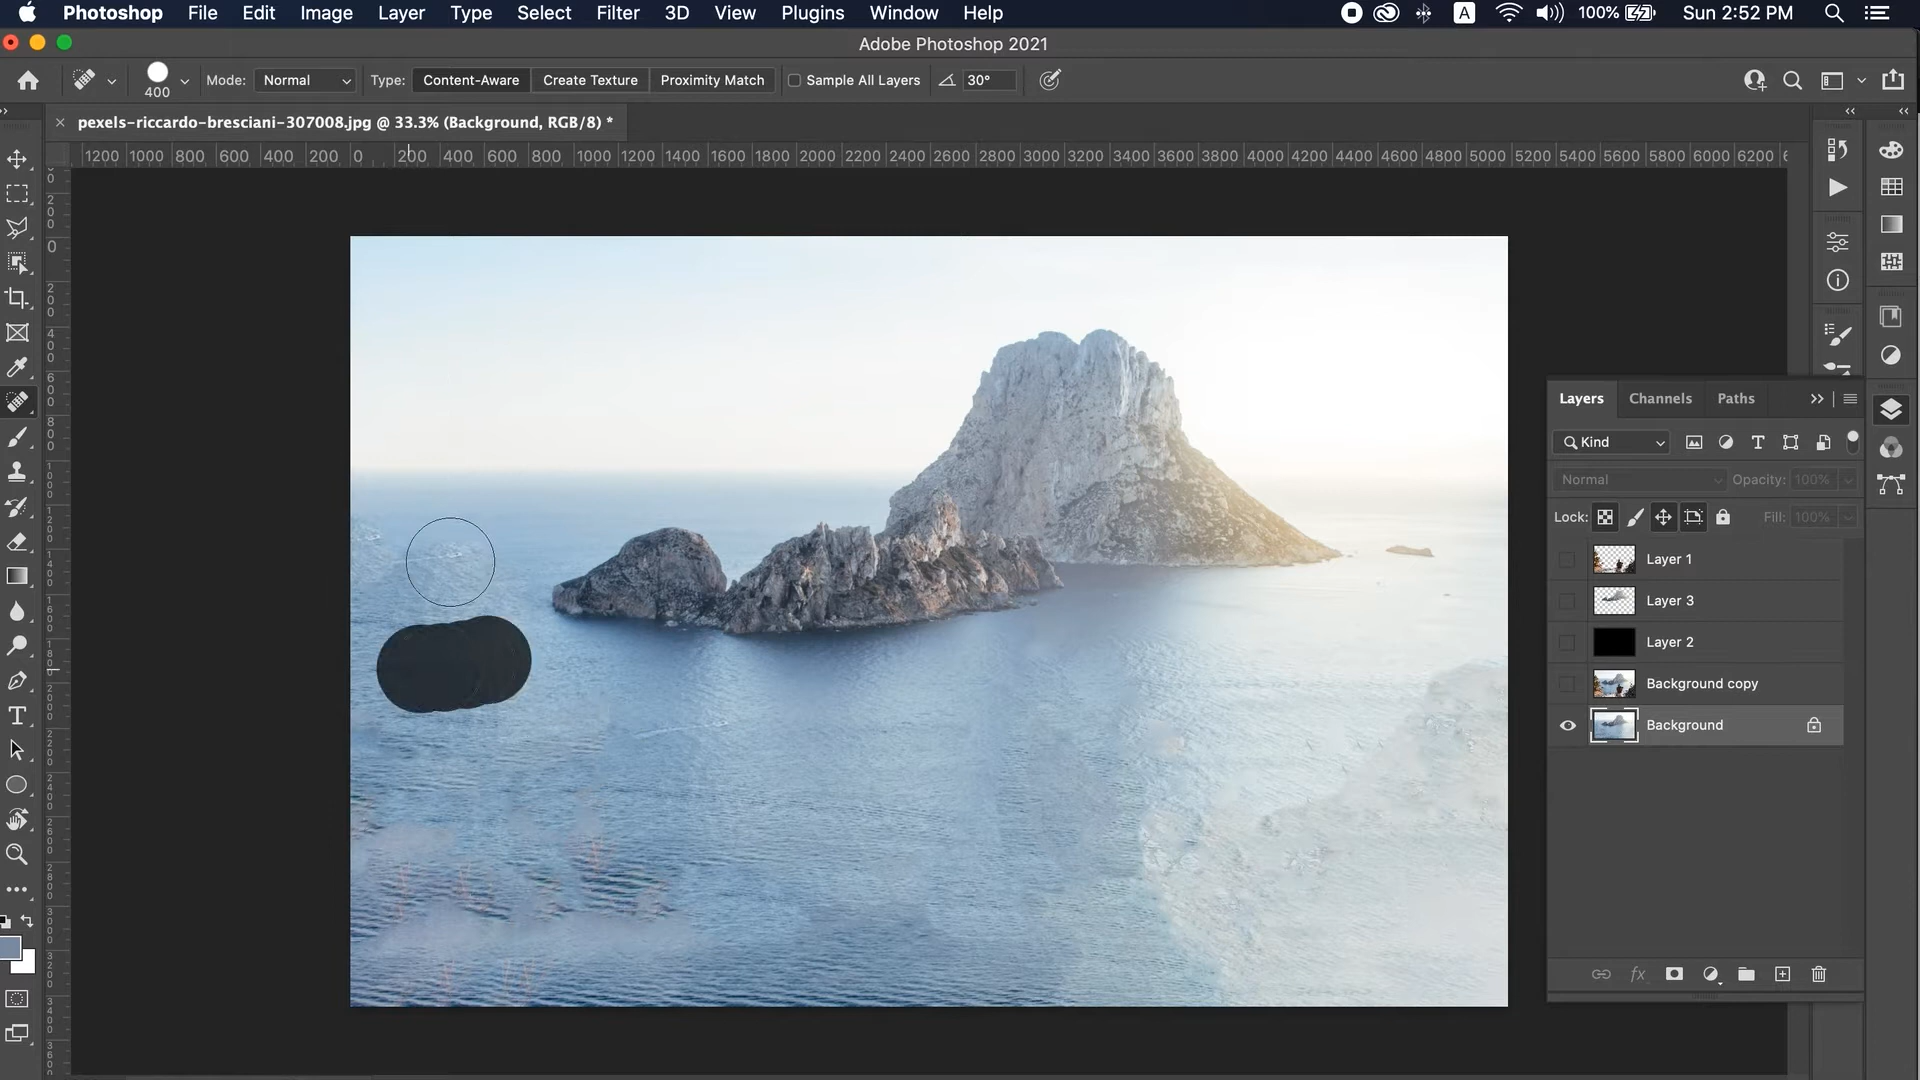 Photoshop File Edit Image Layer Type Select Filter 3D View Plugins Window Help A 100% Sun 2:52 PM
Adobe Photoshop 2021
400 Mode: Normal Type: Content-Aware Create Texture Proximity Match Sample All Layers 30°
× pexels-riccardo-bresciani-307008.jpg @ 33.3% (Background, RGB/8) *
1200 1000 800 600 400 200 0 200 400 600 800 1000 1200 1400 1600 1800 2000 2200 2400 2600 2800 3000 3200 3400 3600 3800 4000 4200 4400 4600 4800 5000 5200 5400 5600 5800 6000 6200
Layers Channels Paths
Kind
Normal Opacity: 100%
Lock: Fill: 100%
Layer 1
Layer 3
Layer 2
Background copy
Background
fx